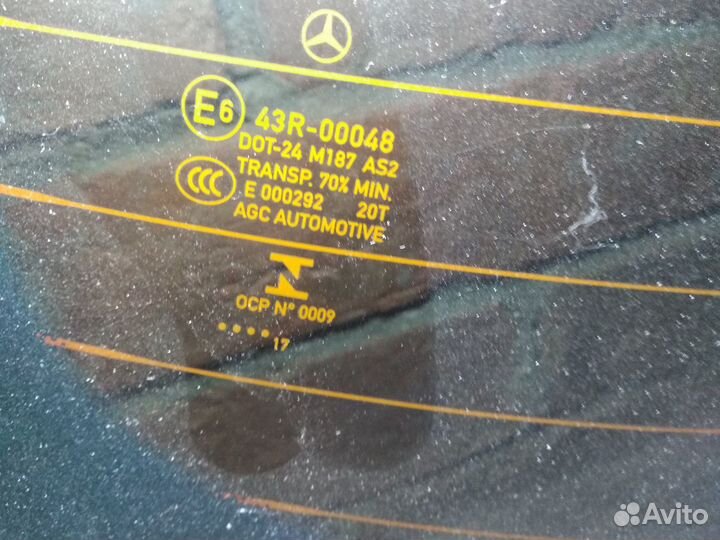 E6 43R-00048
DOT-24 M187 AS2
CCC TRANSP. 70% MIN.
E 000292 20T
AGC AUTOMOTIVE
OCP N° 0009
17
Avito